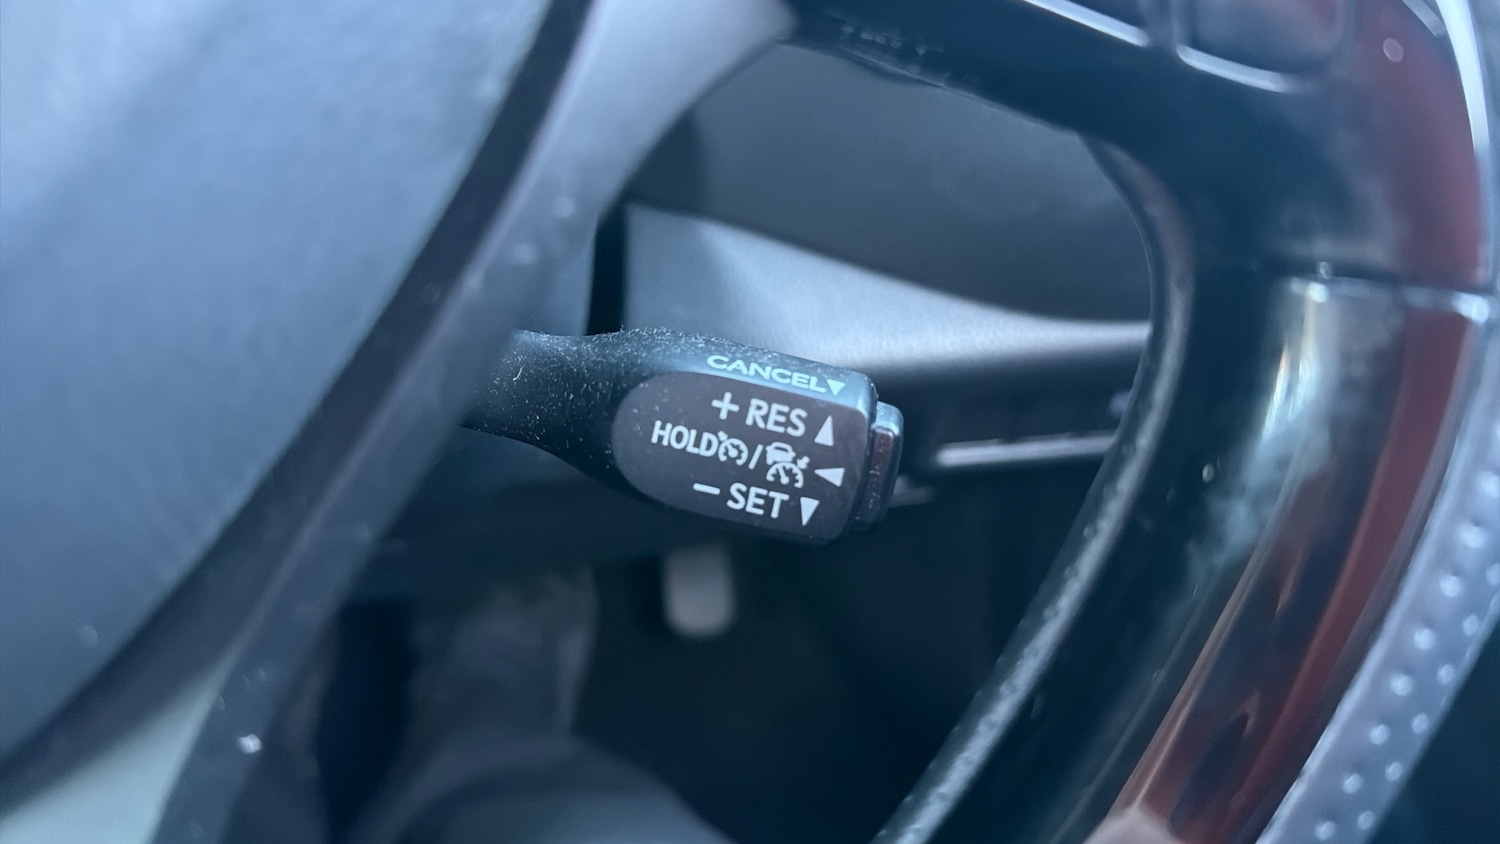 CANCEL▼
+ RES ▲
HOLD / ◀
− SET ▼